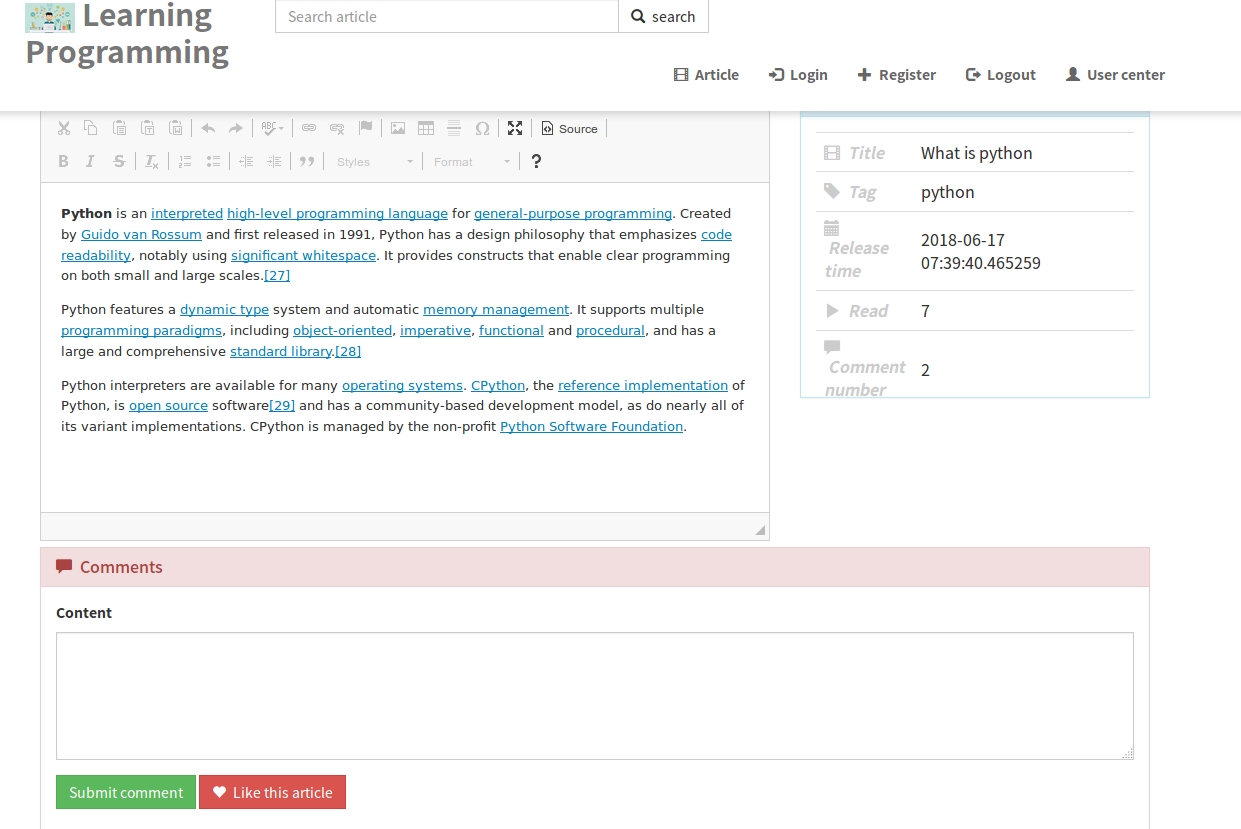 Learning
Programming
Search article
search
Article Login Register Logout User center
ABC Source
B I S Tx Styles Format ?
Python is an interpreted high-level programming language for general-purpose programming. Created
by Guido van Rossum and first released in 1991, Python has a design philosophy that emphasizes code
readability, notably using significant whitespace. It provides constructs that enable clear programming
on both small and large scales.[27]
Python features a dynamic type system and automatic memory management. It supports multiple
programming paradigms, including object-oriented, imperative, functional and procedural, and has a
large and comprehensive standard library.[28]
Python interpreters are available for many operating systems. CPython, the reference implementation of
Python, is open source software[29] and has a community-based development model, as do nearly all of
its variant implementations. CPython is managed by the non-profit Python Software Foundation.
Title What is python
Tag python
Release
time
2018-06-17
07:39:40.465259
Read 7
Comment
number
2
Comments
Content
Submit comment
Like this article